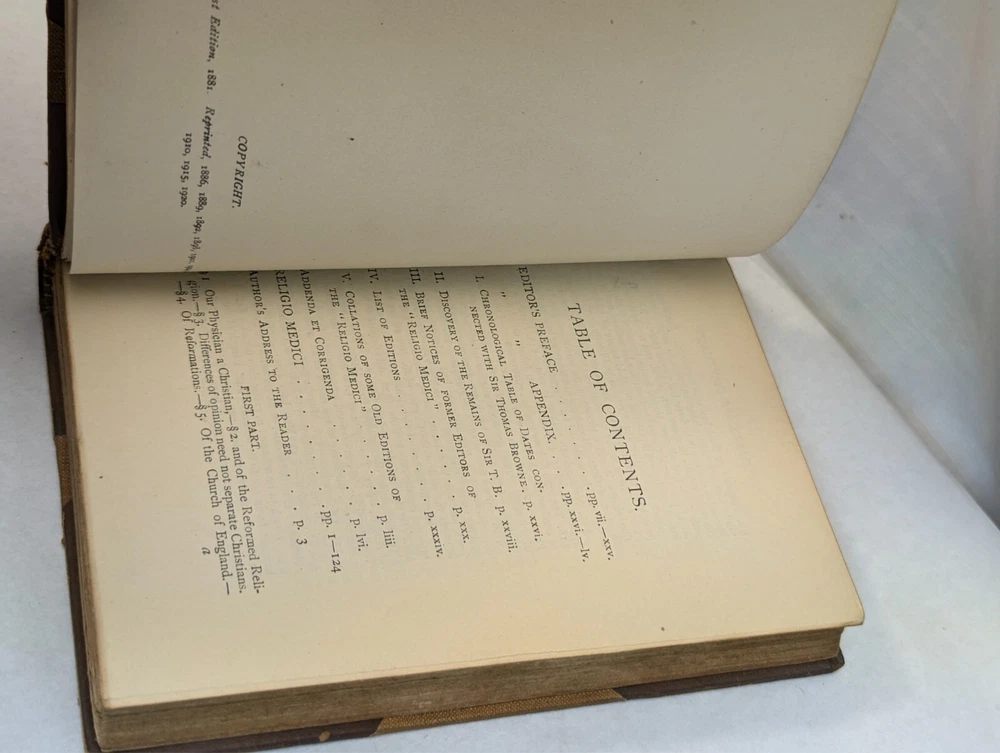 COPYRIGHT.
st Edition, 1881. Reprinted, 1886, 1889, 1892, 1898,
1910, 1915, 1920.
TABLE OF CONTENTS.
EDITOR'S PREFACE . . . . . pp. vii.—xxv.
" " APPENDIX. . . pp. xxvi.—lv.
I. Chronological Table of Dates con-
nected with Sir Thomas Browne. p. xxvi.
II. Discovery of the Remains of Sir T. B. p. xxviii.
III. Brief Notices of former Editors of
the "Religio Medici" . . . . p. xxx.
IV. List of Editions . . . . . p. xxxiv.
V. Collations of some Old Editions of
the "Religio Medici" . . . . p. liii.
ADDENDA ET CORRIGENDA . . . . p. lvi.
RELIGIO MEDICI . . . . . . pp. 1—124
Author's Address to the Reader . . p. 3
FIRST PART.
§ 1 Our Physician a Christian,—§ 2. and of the Reformed Reli-
gion.—§ 3. Differences of opinion need not separate Christians.
—§ 4. Of Reformations.—§ 5. Of the Church of England.—
a